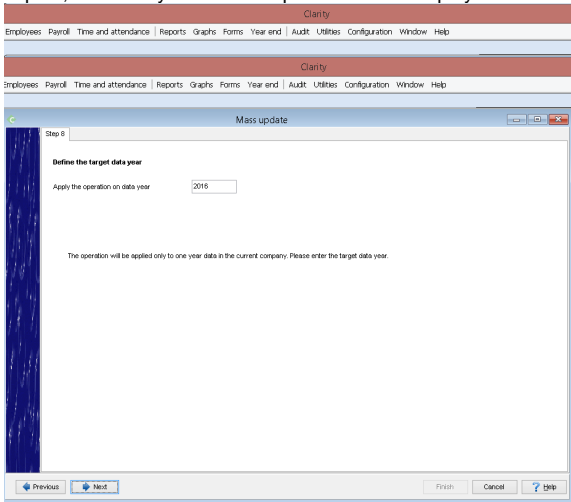 Clarity
Employees Payroll Time and attendance Reports Graphs Forms Year end Audit Utilities Configuration Window Help
Clarity
Employees Payroll Time and attendance Reports Graphs Forms Year end Audit Utilities Configuration Window Help
Mass update
Step 8
Define the target data year
Apply the operation on data year 2016
The operation will be applied only to one year data in the current company. Please enter the target data year.
Previous Next Finish Cancel Help